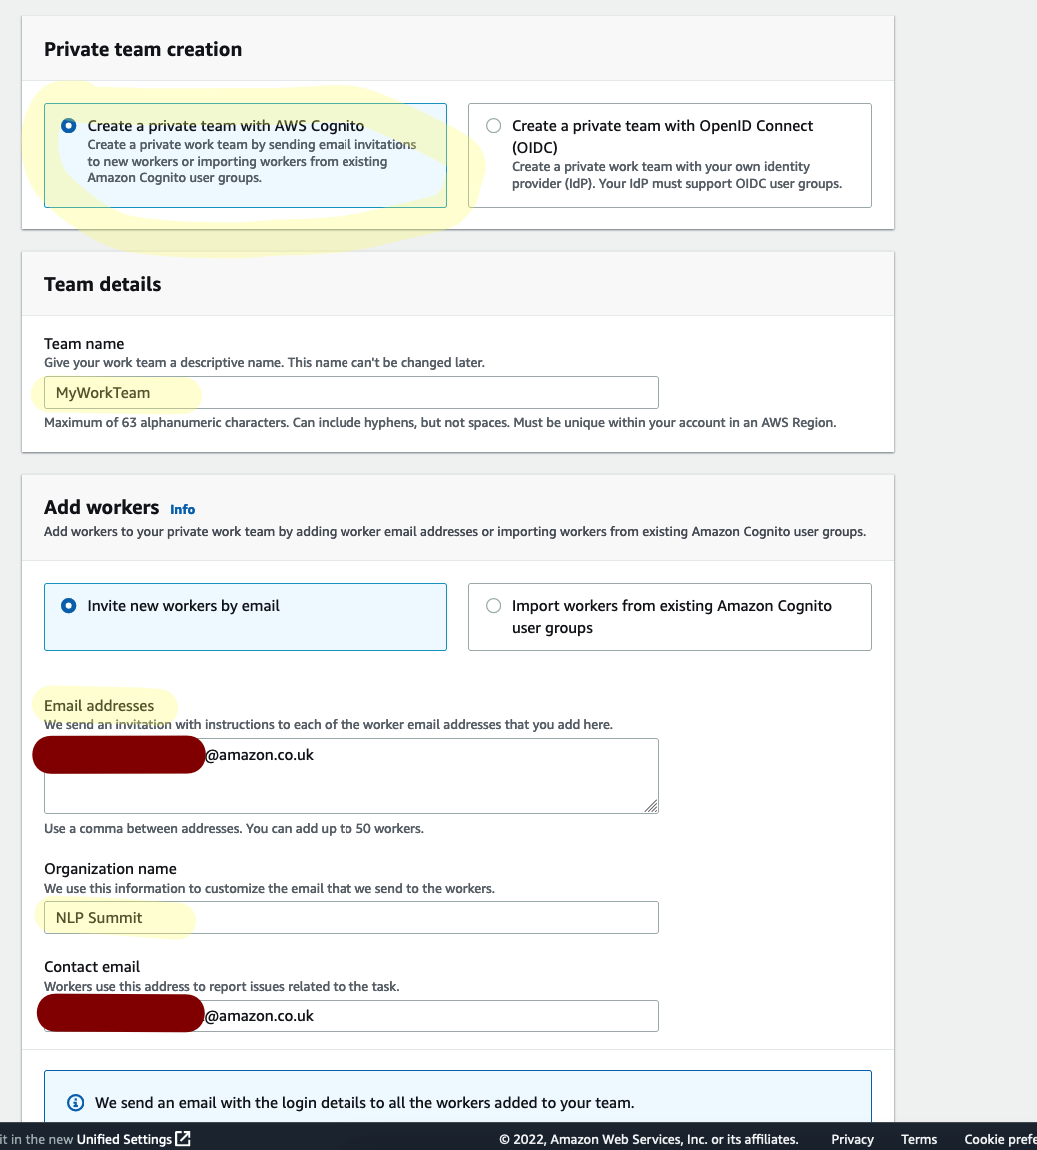 Private team creation
Create a private team with AWS Cognito
Create a private work team by sending email invitations
to new workers or importing workers from existing
Amazon Cognito user groups.
Create a private team with OpenID Connect
(OIDC)
Create a private work team with your own identity
provider (IdP). Your IdP must support OIDC user groups.
Team details
Team name
Give your work team a descriptive name. This name can't be changed later.
MyWorkTeam
Maximum of 63 alphanumeric characters. Can include hyphens, but not spaces. Must be unique within your account in an AWS Region.
Add workers Info
Add workers to your private work team by adding worker email addresses or importing workers from existing Amazon Cognito user groups.
Invite new workers by email
Import workers from existing Amazon Cognito
user groups
Email addresses
We send an invitation with instructions to each of the worker email addresses that you add here.
@amazon.co.uk
Use a comma between addresses. You can add up to 50 workers.
Organization name
We use this information to customize the email that we send to the workers.
NLP Summit
Contact email
Workers use this address to report issues related to the task.
@amazon.co.uk
We send an email with the login details to all the workers added to your team.
it in the new Unified Settings © 2022, Amazon Web Services, Inc. or its affiliates. Privacy Terms Cookie prefe